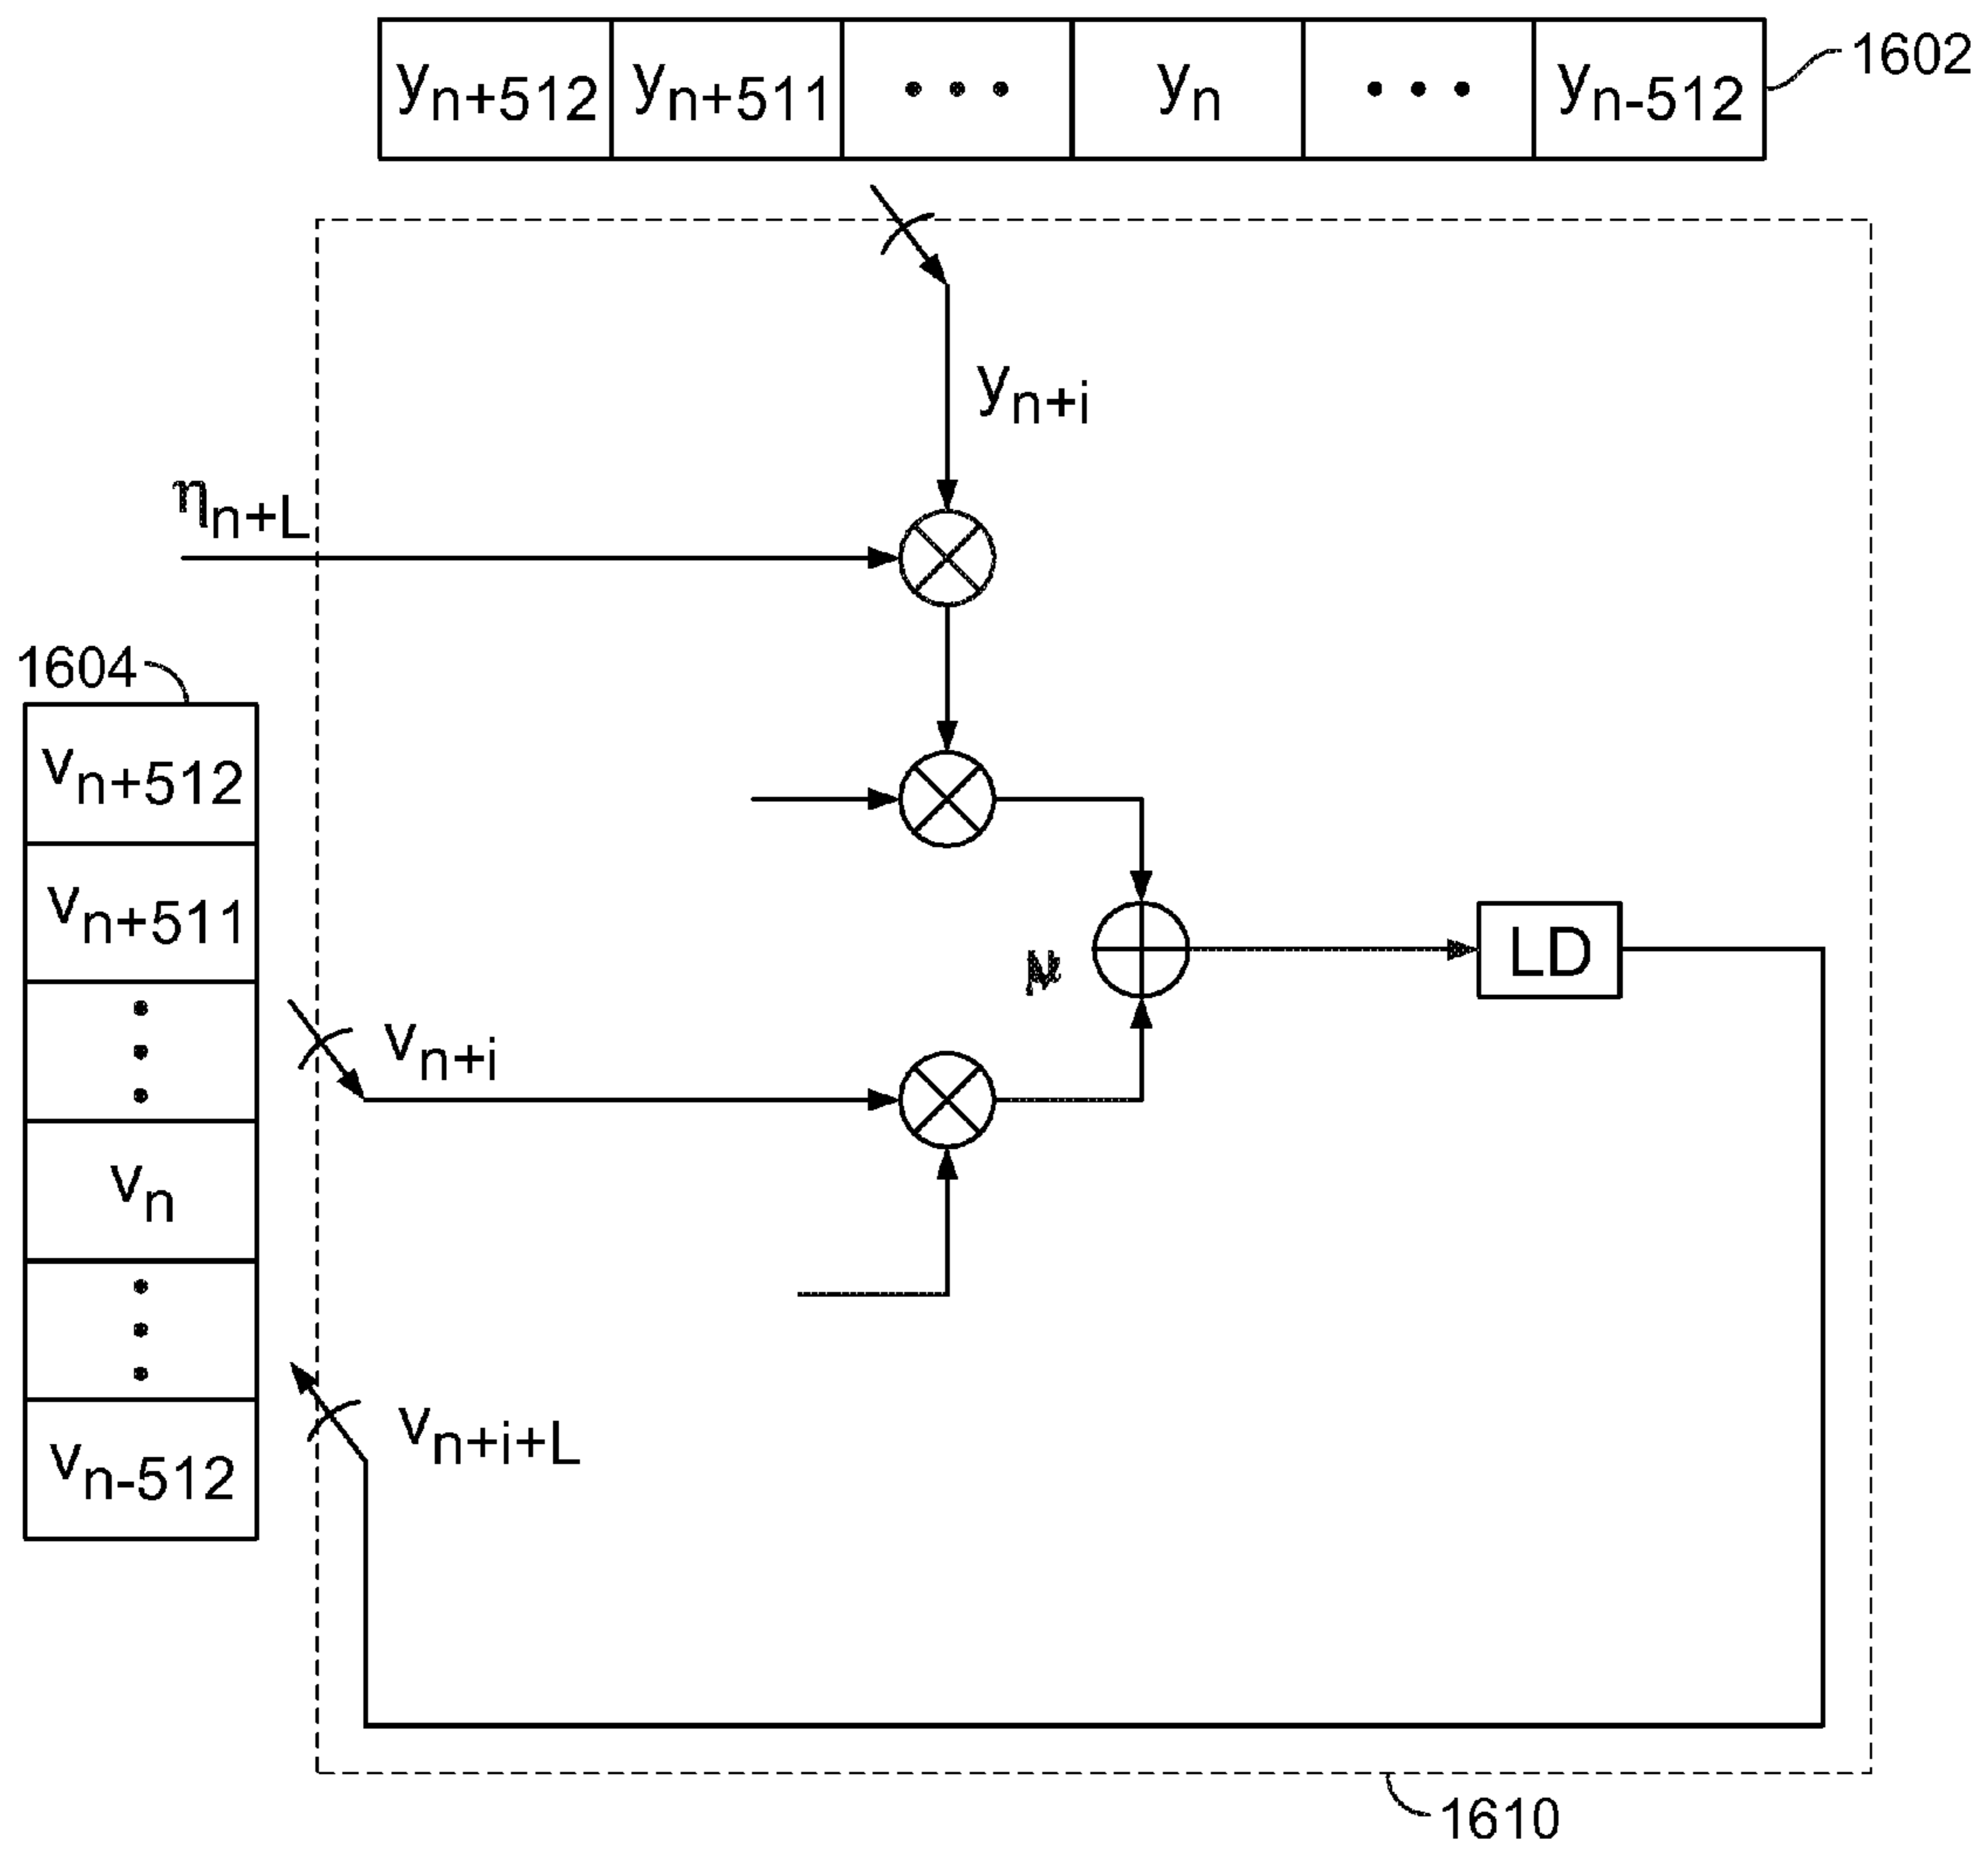 yn+512 yn+511 • • • yn • • • yn-512 1602
yn+i
ηn+L
1604
vn+512
vn+511
vn+i
μ
LD
vn
vn+i+L
vn-512
1610